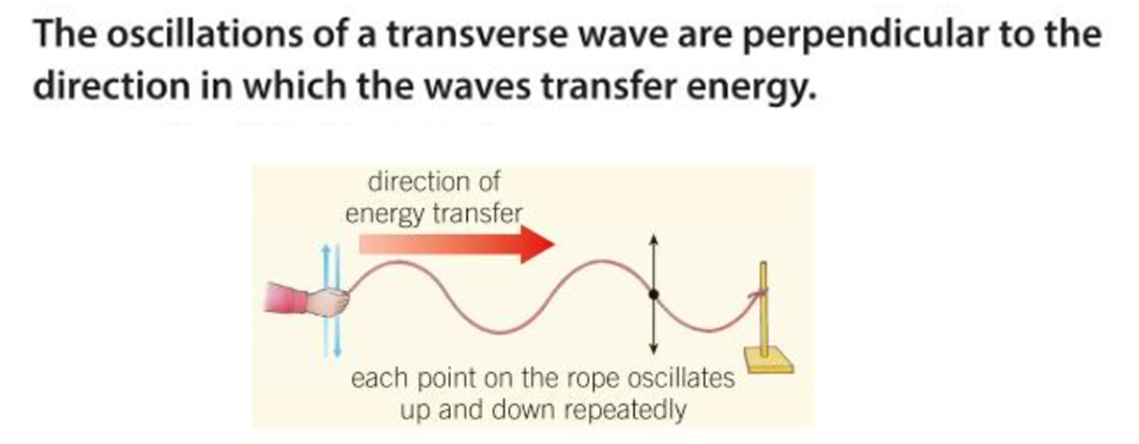 The oscillations of a transverse wave are perpendicular to the
direction in which the waves transfer energy.
direction of
energy transfer
each point on the rope oscillates
up and down repeatedly